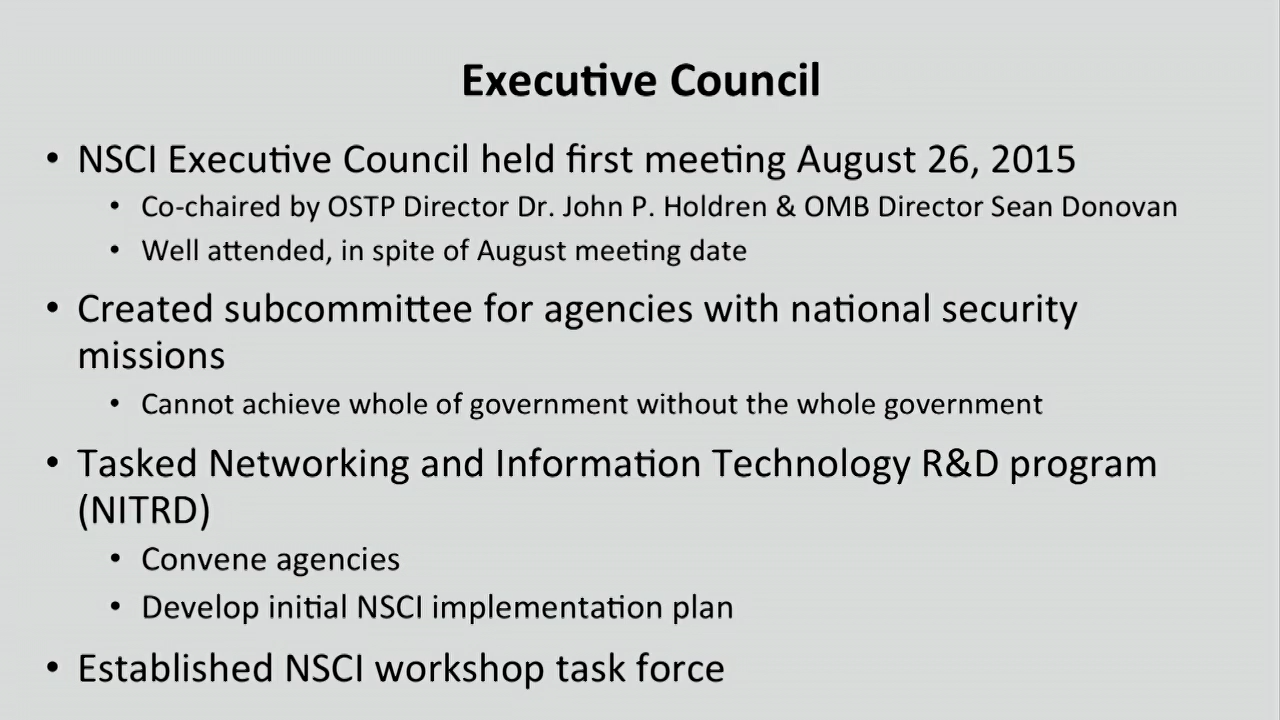 Executive Council
• NSCI Executive Council held first meeting August 26, 2015
• Co-chaired by OSTP Director Dr. John P. Holdren & OMB Director Sean Donovan
• Well attended, in spite of August meeting date
• Created subcommittee for agencies with national security
missions
• Cannot achieve whole of government without the whole government
• Tasked Networking and Information Technology R&D program
(NITRD)
• Convene agencies
• Develop initial NSCI implementation plan
• Established NSCI workshop task force